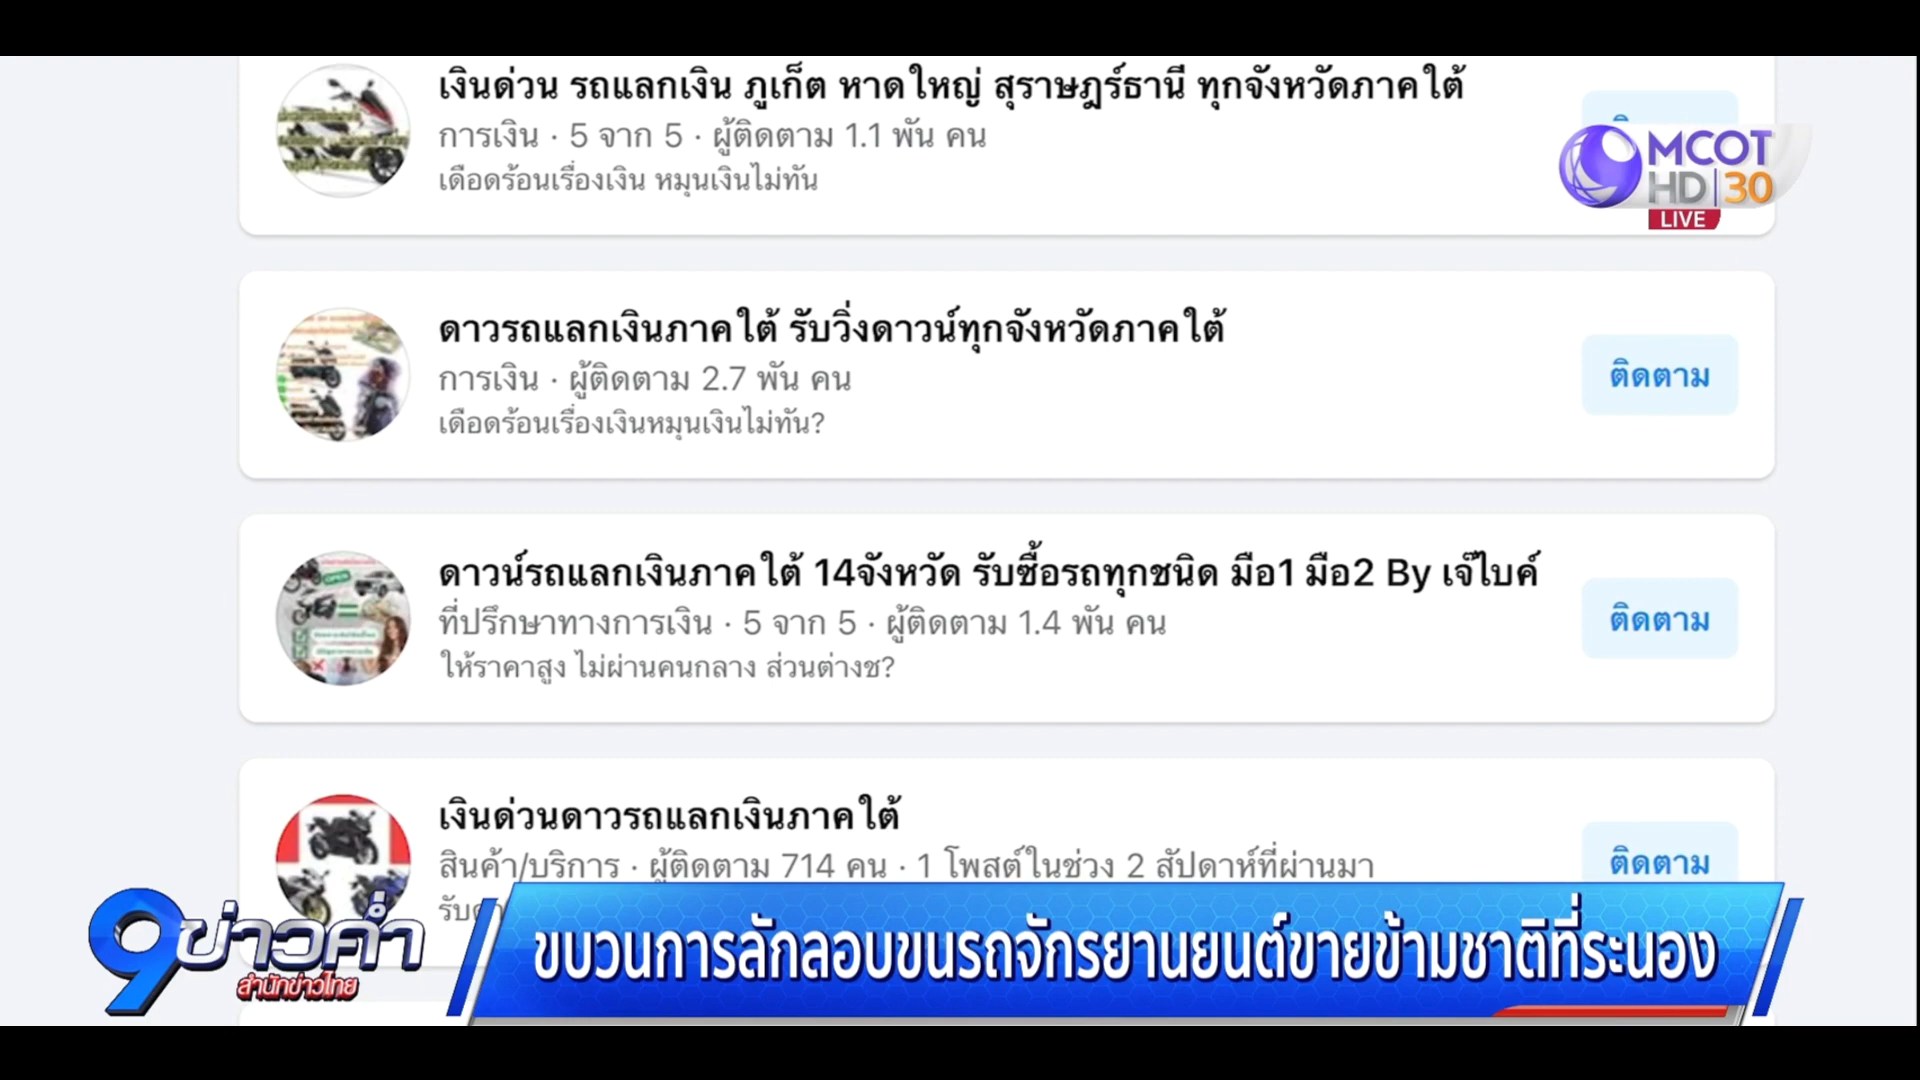 เงินด่วน รถแลกเงิน ภูเก็ต หาดใหญ่ สุราษฎร์ธานี ทุกจังหวัดภาคใต้
การเงิน · 5 จาก 5 · ผู้ติดตาม 1.1 พัน คน
เดือดร้อนเรื่องเงิน หมุนเงินไม่ทัน
MCOT
HD 30
LIVE
ดาวรถแลกเงินภาคใต้ รับวิ่งดาวน์ทุกจังหวัดภาคใต้
การเงิน · ผู้ติดตาม 2.7 พัน คน
เดือดร้อนเรื่องเงินหมุนเงินไม่ทัน?
ติดตาม
ดาวน์รถแลกเงินภาคใต้ 14จังหวัด รับซื้อรถทุกชนิด มือ1 มือ2 By เจ๊ไบค์
ที่ปรึกษาทางการเงิน · 5 จาก 5 · ผู้ติดตาม 1.4 พัน คน
ให้ราคาสูง ไม่ผ่านคนกลาง ส่วนต่างช?
ติดตาม
OPEN
เงินด่วนดาวรถแลกเงินภาคใต้
สินค้า/บริการ · ผู้ติดตาม 714 คน · 1 โพสต์ในช่วง 2 สัปดาห์ที่ผ่านมา
ติดตาม
9ข่าวค่ำ
สำนักข่าวไทย
ขบวนการลักลอบขนรถจักรยานยนต์ขายข้ามชาติที่ระนอง